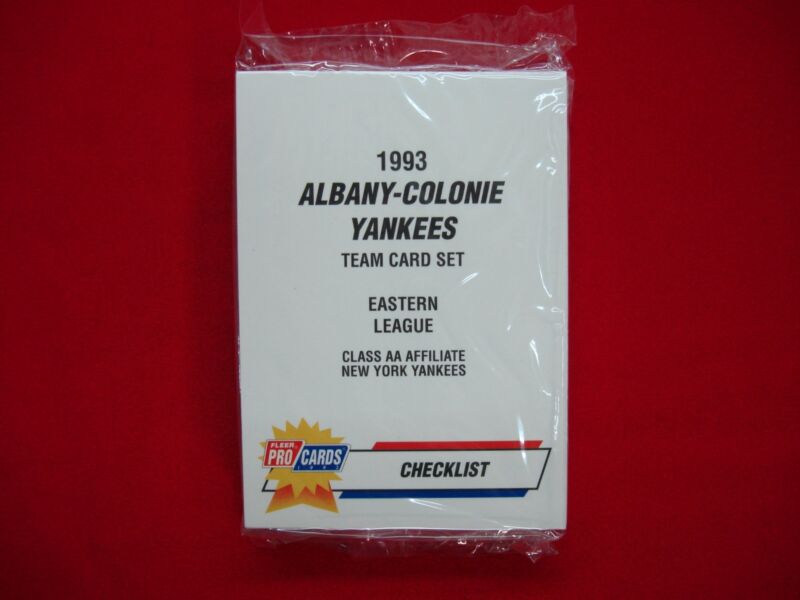 1993
ALBANY-COLONIE
YANKEES
TEAM CARD SET
EASTERN
LEAGUE
CLASS AA AFFILIATE
NEW YORK YANKEES
FLEER
PRO CARDS
1993
CHECKLIST